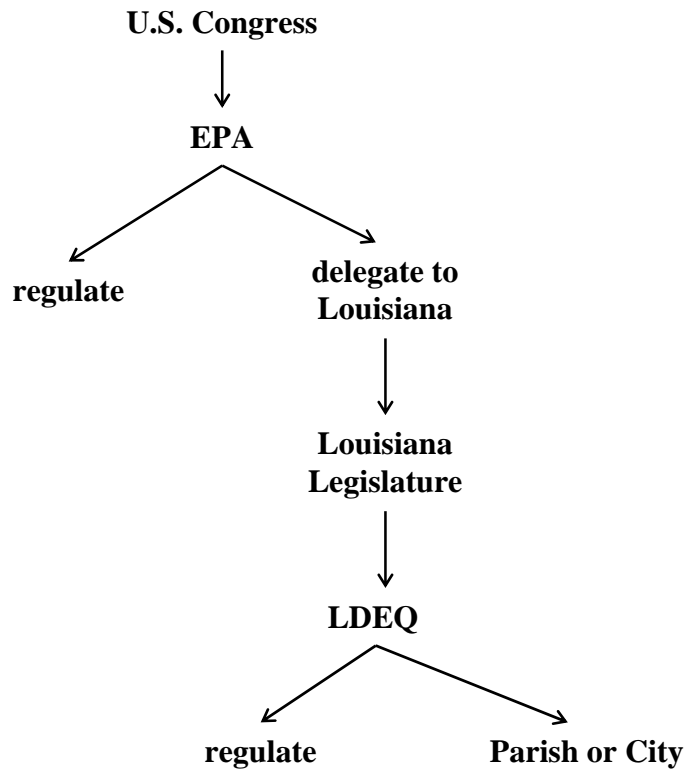 U.S. Congress
EPA
regulate
delegate to
Louisiana
Louisiana
Legislature
LDEQ
regulate
Parish or City